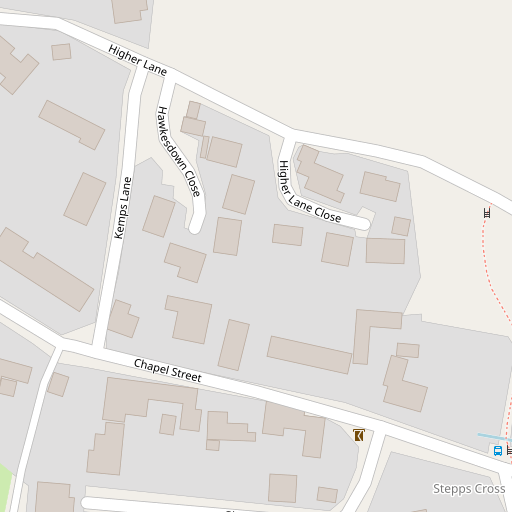 Higher Lane
Hawkesdown Close
Higher Lane Close
Kemps Lane
Chapel Street
Stepps Cross